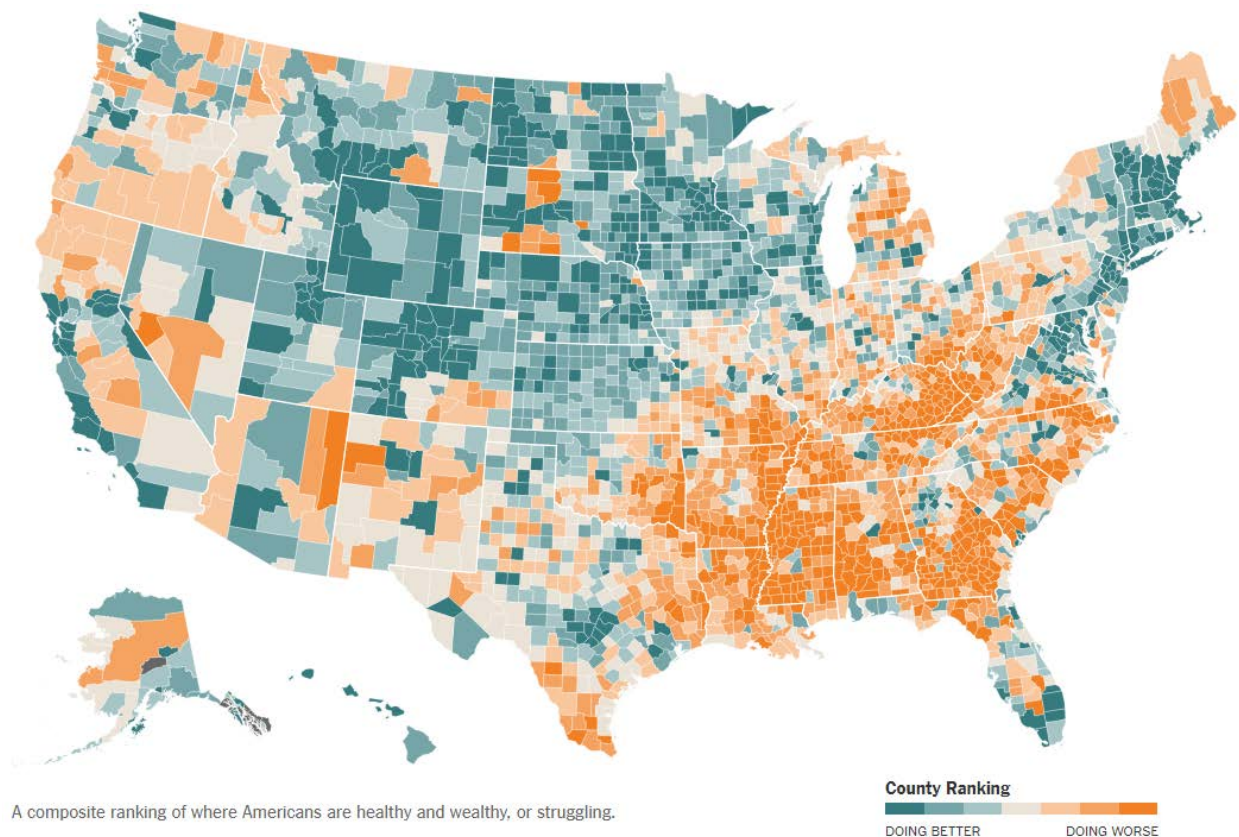 A composite ranking of where Americans are healthy and wealthy, or struggling.
County Ranking
DOING BETTER DOING WORSE